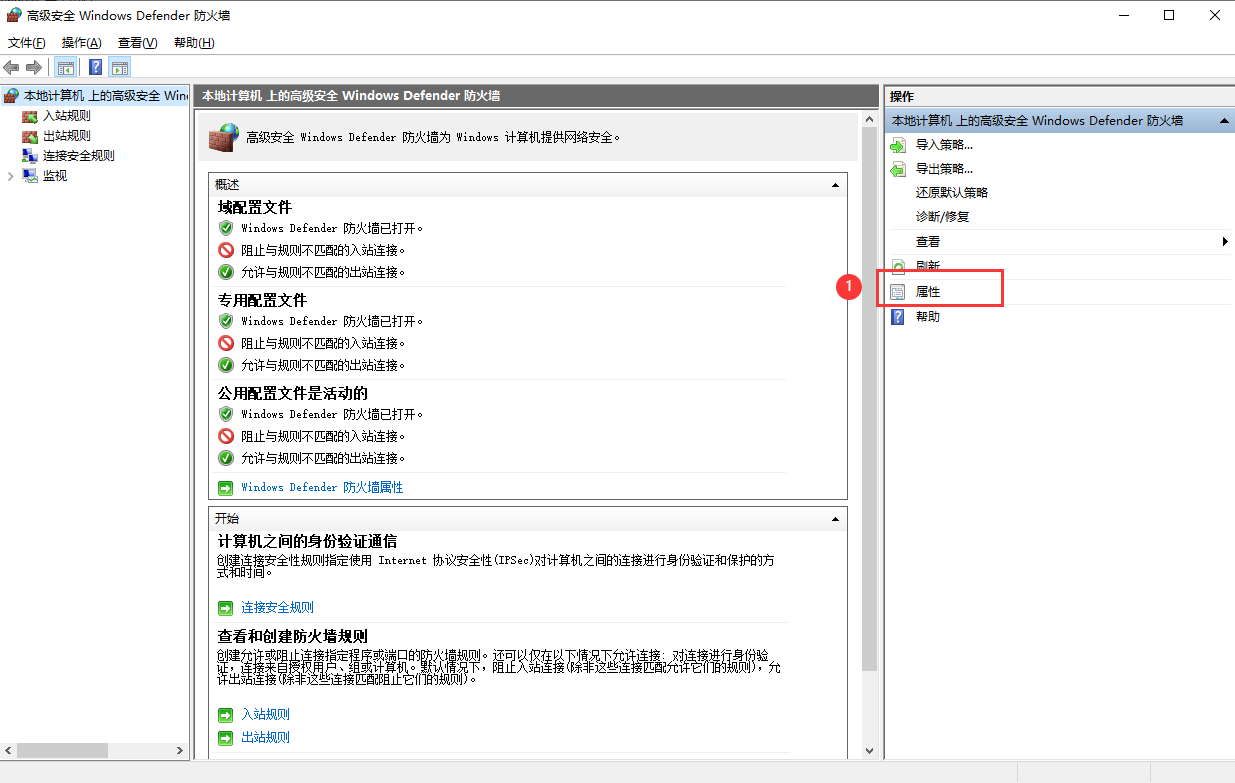 高级安全 Windows Defender 防火墙
文件(F) 操作(A) 查看(V) 帮助(H)
本地计算机 上的高级安全 Win
入站规则
出站规则
连接安全规则
监视
本地计算机 上的高级安全 Windows Defender 防火墙
高级安全 Windows Defender 防火墙为 Windows 计算机提供网络安全。
概述
域配置文件
Windows Defender 防火墙已打开。
阻止与规则不匹配的入站连接。
允许与规则不匹配的出站连接。
专用配置文件
Windows Defender 防火墙已打开。
阻止与规则不匹配的入站连接。
允许与规则不匹配的出站连接。
公用配置文件是活动的
Windows Defender 防火墙已打开。
阻止与规则不匹配的入站连接。
允许与规则不匹配的出站连接。
Windows Defender 防火墙属性
开始
计算机之间的身份验证通信
创建连接安全性规则指定使用 Internet 协议安全性(IPSec)对计算机之间的连接进行身份验证和保护的方
式和时间。
连接安全规则
查看和创建防火墙规则
创建允许或阻止连接指定程序或端口的防火墙规则。还可以仅在以下情况下允许连接: 对连接进行身份验
证，连接来自授权用户、组或计算机。默认情况下，阻止入站连接(除非这些连接匹配允许它们的规则)，允
许出站连接(除非这些连接匹配阻止它们的规则)。
入站规则
出站规则
操作
本地计算机 上的高级安全 Windows Defender 防火墙
导入策略...
导出策略...
还原默认策略
诊断/修复
查看
刷新
1
属性
帮助